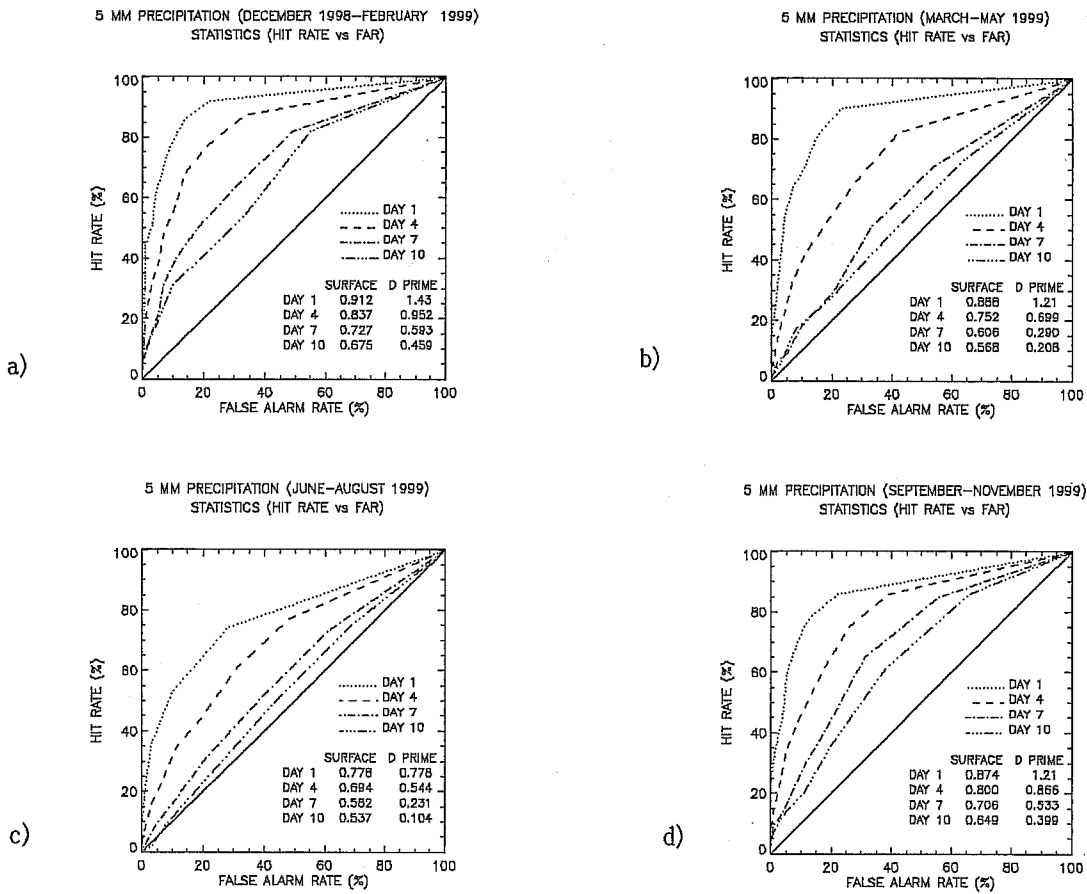 5 MM PRECIPITATION (DECEMBER 1998–FEBRUARY 1999)
STATISTICS (HIT RATE vs FAR)
100
80
60
40
20
0
HIT RATE (%)
DAY 1
DAY 4
DAY 7
DAY 10
SURFACE D PRIME
DAY 1 0.912 1.43
DAY 4 0.837 0.952
DAY 7 0.727 0.593
DAY 10 0.675 0.459
0 20 40 60 80 100
FALSE ALARM RATE (%)
a)
5 MM PRECIPITATION (MARCH–MAY 1999)
STATISTICS (HIT RATE vs FAR)
100
80
60
40
20
0
HIT RATE (%)
DAY 1
DAY 4
DAY 7
DAY 10
SURFACE D PRIME
DAY 1 0.886 1.21
DAY 4 0.752 0.699
DAY 7 0.606 0.290
DAY 10 0.568 0.208
0 20 40 60 80 100
FALSE ALARM RATE (%)
b)
5 MM PRECIPITATION (JUNE–AUGUST 1999)
STATISTICS (HIT RATE vs FAR)
100
80
60
40
20
0
HIT RATE (%)
DAY 1
DAY 4
DAY 7
DAY 10
SURFACE D PRIME
DAY 1 0.778 0.778
DAY 4 0.694 0.544
DAY 7 0.582 0.231
DAY 10 0.537 0.104
0 20 40 60 80 100
FALSE ALARM RATE (%)
c)
5 MM PRECIPITATION (SEPTEMBER–NOVEMBER 1999)
STATISTICS (HIT RATE vs FAR)
100
80
60
40
20
0
HIT RATE (%)
DAY 1
DAY 4
DAY 7
DAY 10
SURFACE D PRIME
DAY 1 0.874 1.21
DAY 4 0.800 0.866
DAY 7 0.706 0.533
DAY 10 0.649 0.399
0 20 40 60 80 100
FALSE ALARM RATE (%)
d)